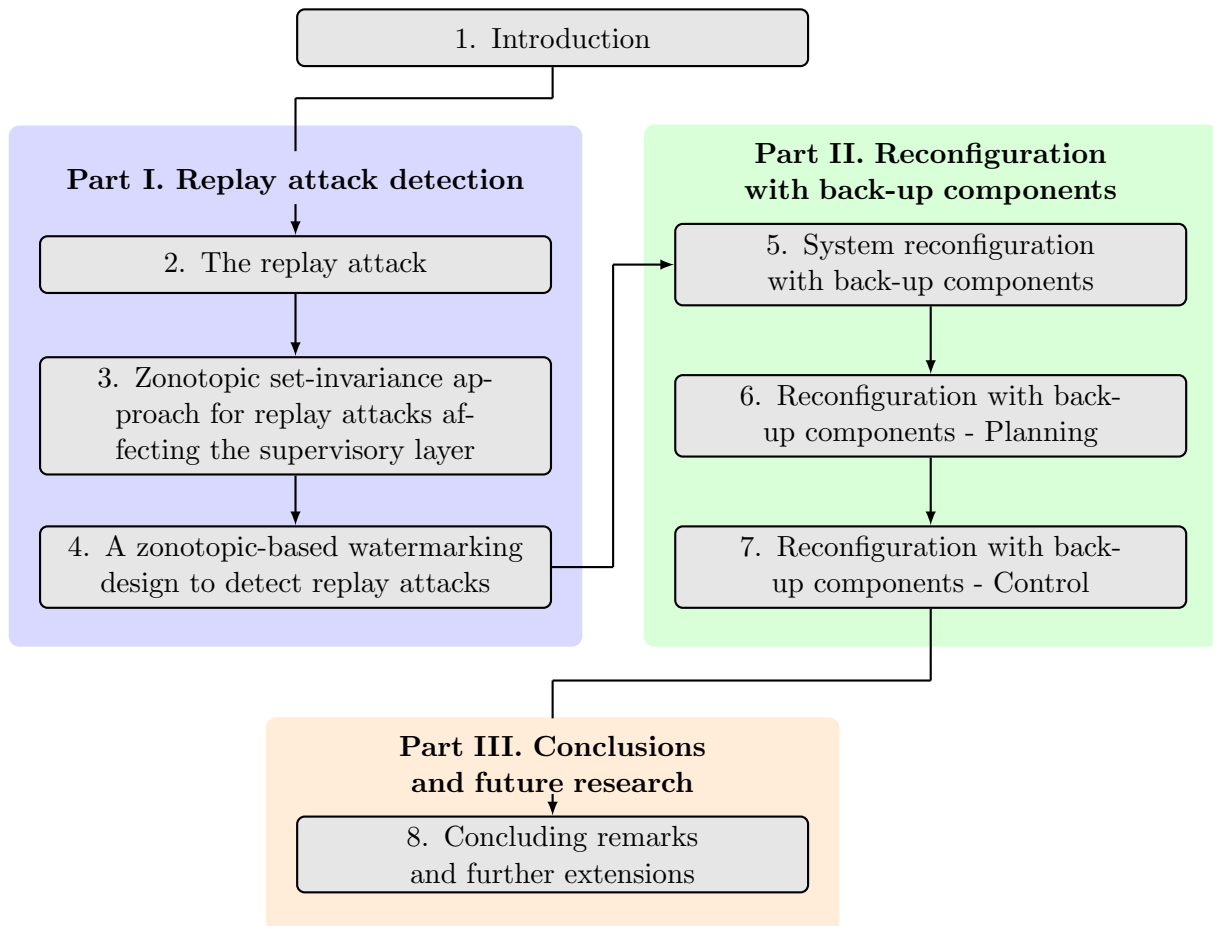 1. Introduction
Part I. Replay attack detection
2. The replay attack
3. Zonotopic set-invariance ap-
proach for replay attacks af-
fecting the supervisory layer
4. A zonotopic-based watermarking
design to detect replay attacks
Part II. Reconfiguration
with back-up components
5. System reconfiguration
with back-up components
6. Reconfiguration with back-
up components - Planning
7. Reconfiguration with back-
up components - Control
Part III. Conclusions
and future research
8. Concluding remarks
and further extensions